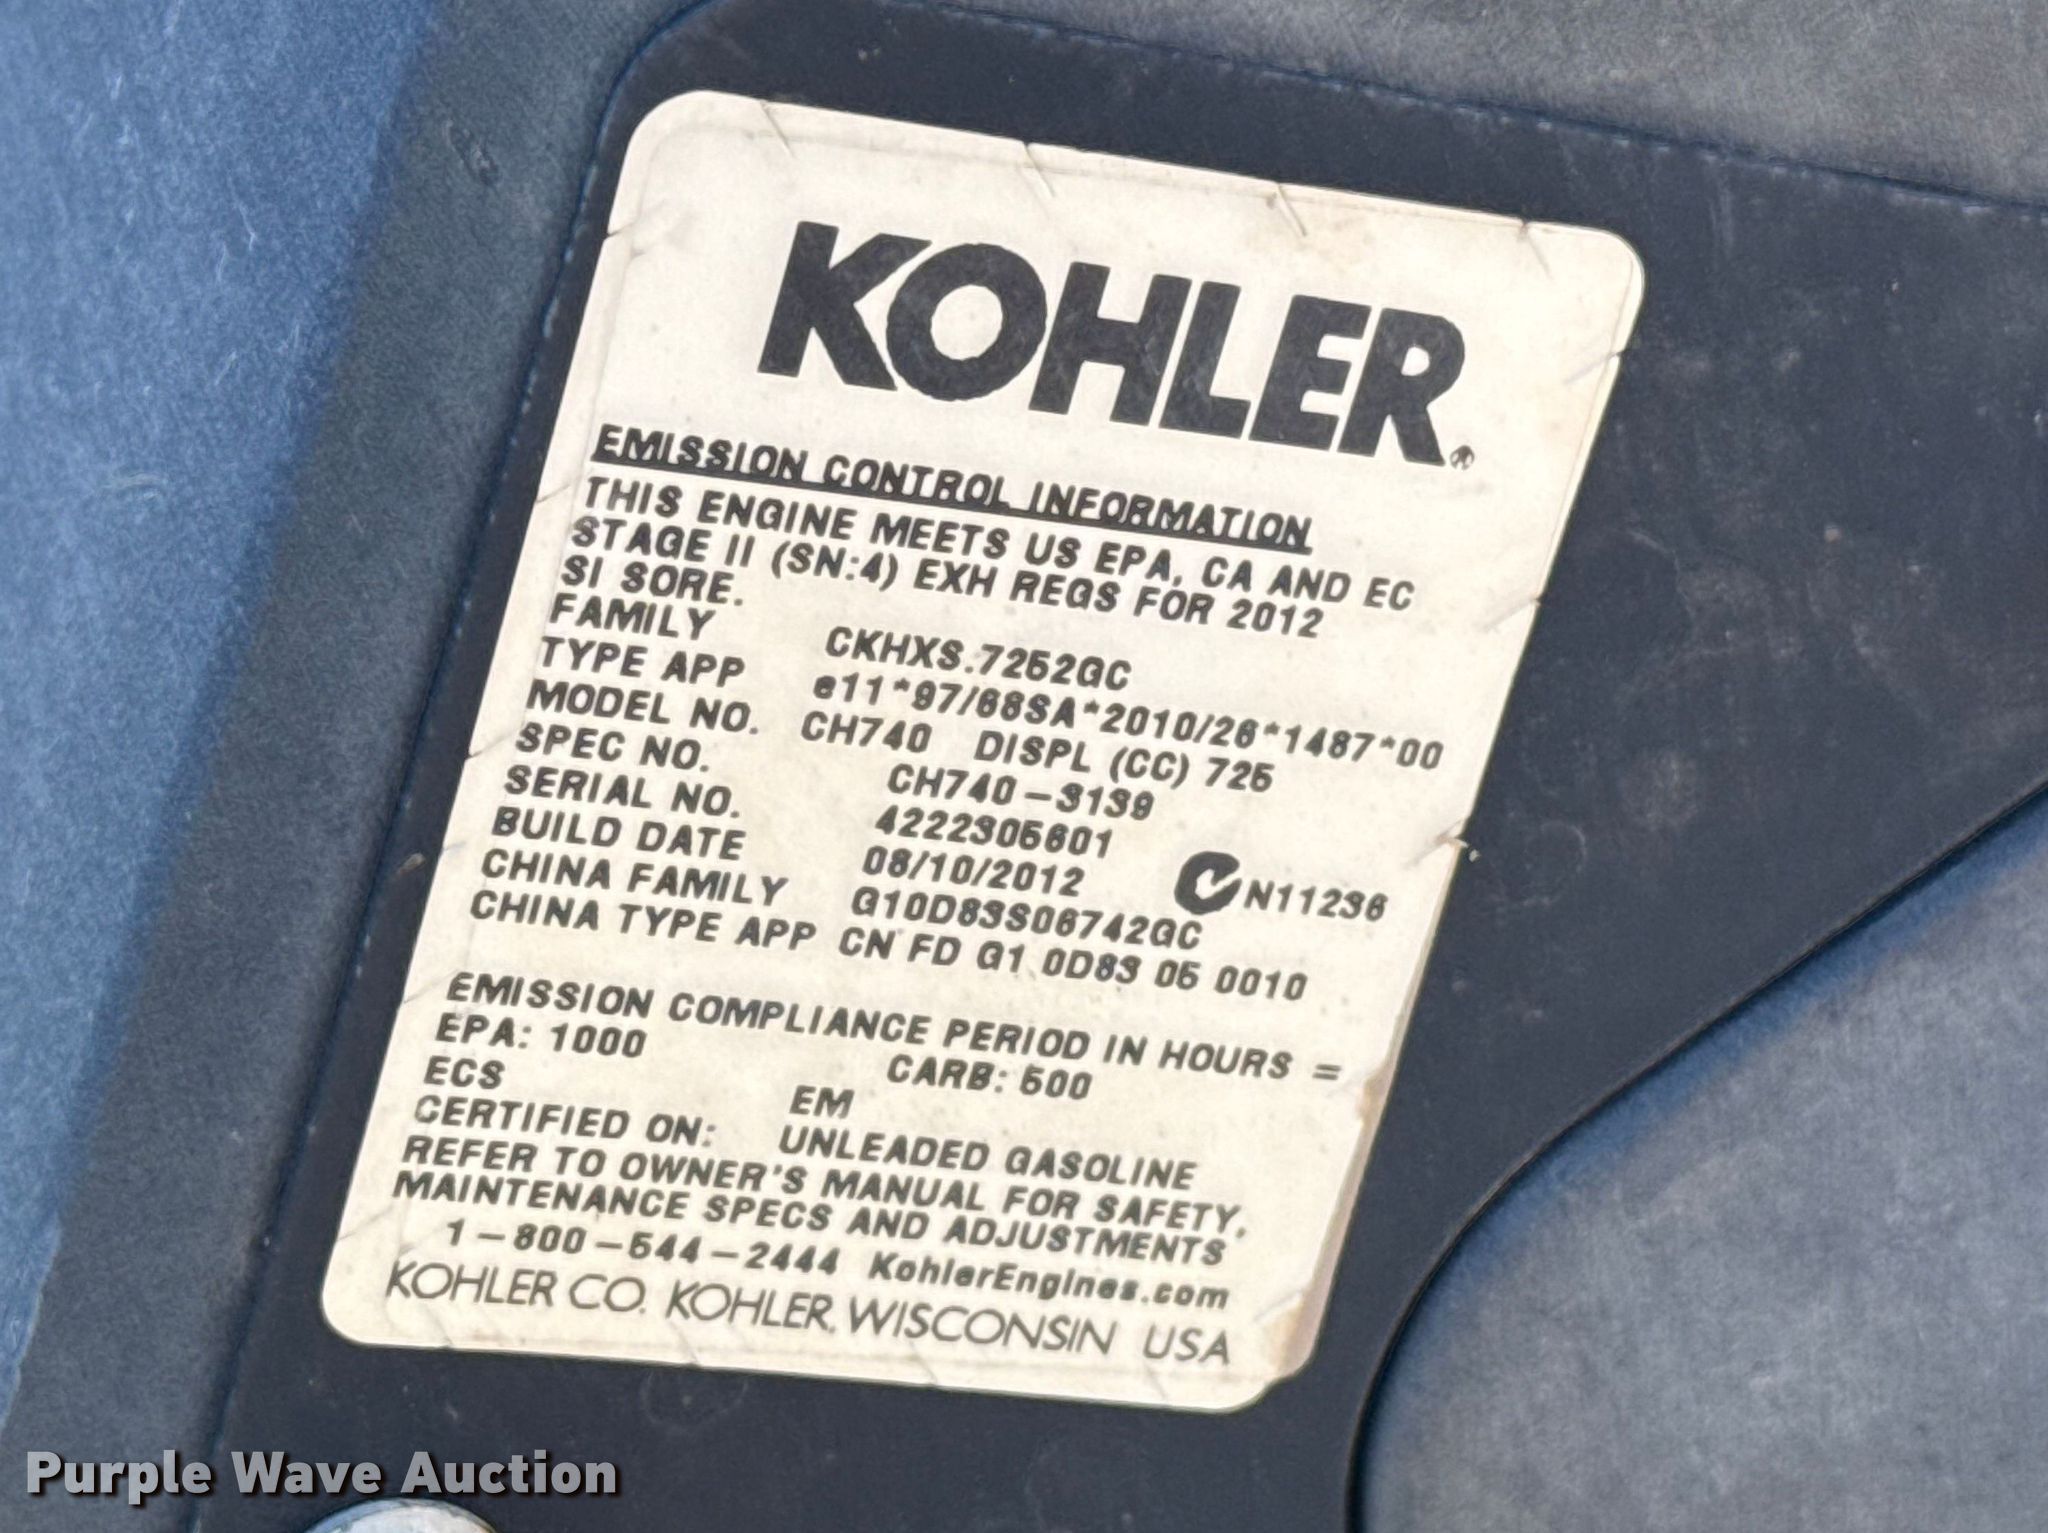 KOHLER®
EMISSION CONTROL INFORMATION
THIS ENGINE MEETS US EPA, CA AND EC
STAGE II (SN:4) EXH REGS FOR 2012
SI SORE.
FAMILY CKHXS.7252GC
TYPE APP e11*97/68SA*2010/26*1487*00
MODEL NO. CH740 DISPL (CC) 725
SPEC NO. CH740-3139
SERIAL NO. 4222305601
BUILD DATE 08/10/2012 N11236
CHINA FAMILY G10D83S06742GC
CHINA TYPE APP CN FD G1 0D83 05 0010
EMISSION COMPLIANCE PERIOD IN HOURS =
EPA: 1000 CARB: 500
ECS EM
CERTIFIED ON: UNLEADED GASOLINE
REFER TO OWNER'S MANUAL FOR SAFETY,
MAINTENANCE SPECS AND ADJUSTMENTS
1-800-544-2444 KohlerEngines.com
KOHLER CO. KOHLER, WISCONSIN USA
Purple Wave Auction